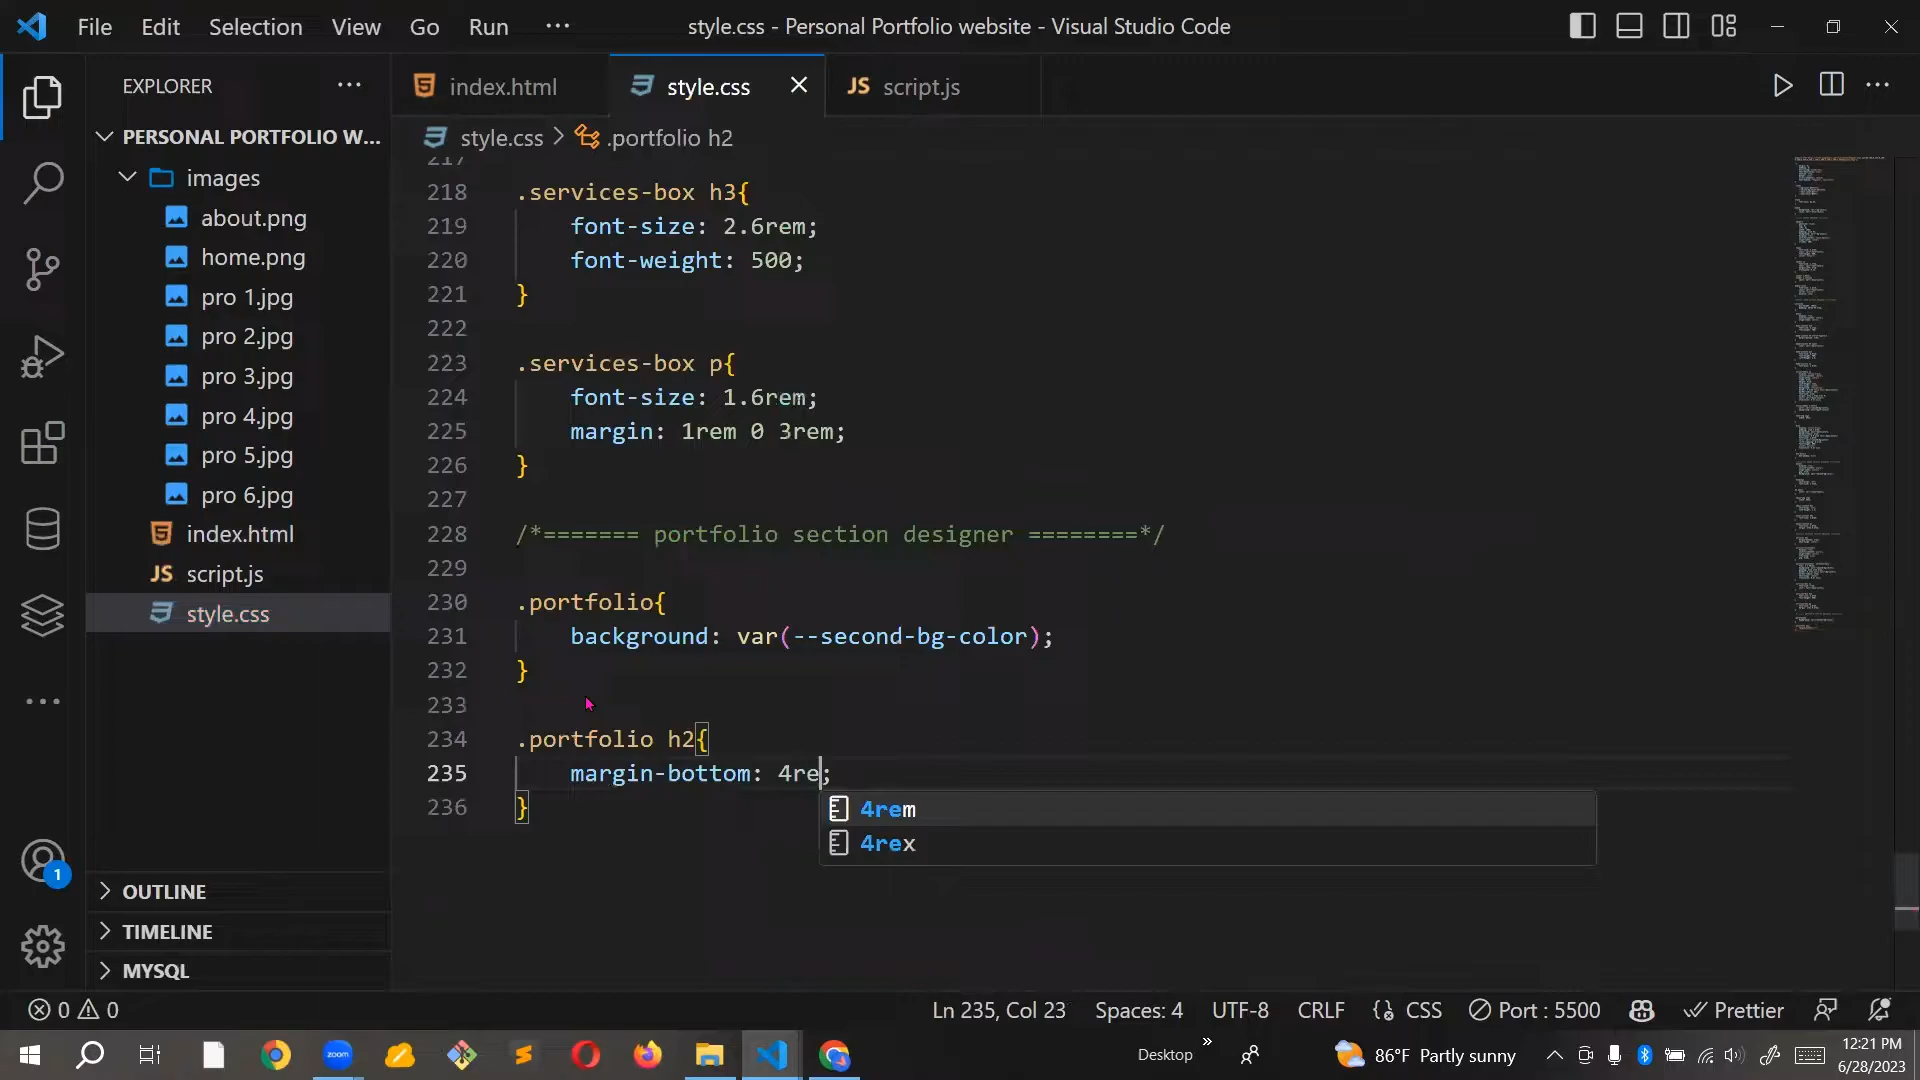 File Edit Selection View Go Run ··· style.css - Personal Portfolio website - Visual Studio Code
EXPLORER ···
index.html
style.css
JS script.js
PERSONAL PORTFOLIO W...
style.css > .portfolio h2
images
about.png
home.png
pro 1.jpg
pro 2.jpg
pro 3.jpg
pro 4.jpg
pro 5.jpg
pro 6.jpg
index.html
JS script.js
style.css
OUTLINE
TIMELINE
MYSQL
217
218 .services-box h3{
219 font-size: 2.6rem;
220 font-weight: 500;
221 }
222
223 .services-box p{
224 font-size: 1.6rem;
225 margin: 1rem 0 3rem;
226 }
227
228 /*======= portfolio section designer ========*/
229
230 .portfolio{
231 background: var(--second-bg-color);
232 }
233
234 .portfolio h2{
235 margin-bottom: 4re;
236 }
4rem
4rex
1
0 0
Ln 235, Col 23 Spaces: 4 UTF-8 CRLF CSS Port : 5500 Prettier
zoom
Desktop » 86°F Partly sunny
12:21 PM
6/28/2023